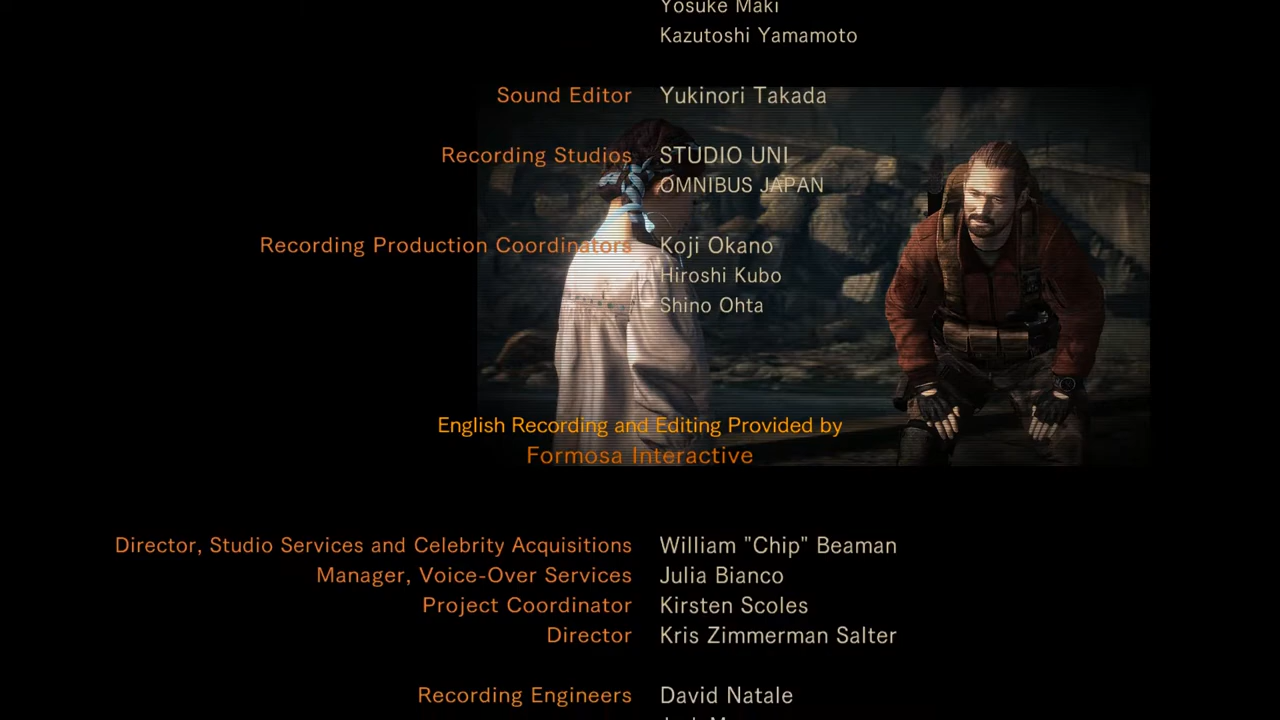 Yosuke Maki
Kazutoshi Yamamoto
Sound Editor Yukinori Takada
Recording Studios STUDIO UNI
OMNIBUS JAPAN
Recording Production Coordinators Koji Okano
Hiroshi Kubo
Shino Ohta
English Recording and Editing Provided by
Formosa Interactive
Director, Studio Services and Celebrity Acquisitions William "Chip" Beaman
Manager, Voice-Over Services Julia Bianco
Project Coordinator Kirsten Scoles
Director Kris Zimmerman Salter
Recording Engineers David Natale